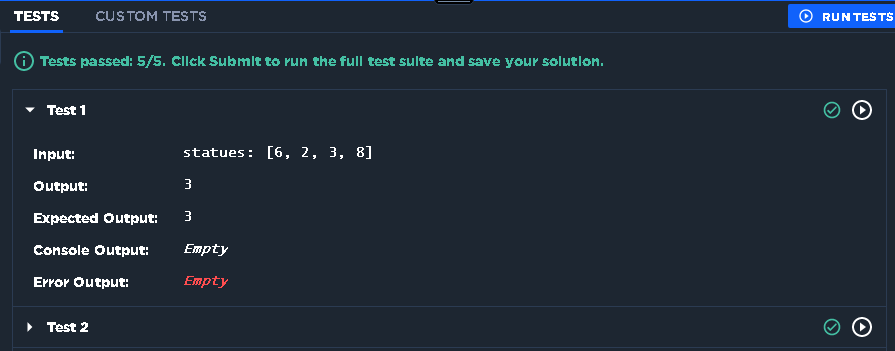 TESTS CUSTOM TESTS RUN TESTS
Tests passed: 5/5. Click Submit to run the full test suite and save your solution.
Test 1
Input: statues: [6, 2, 3, 8]
Output: 3
Expected Output: 3
Console Output: Empty
Error Output: Empty
Test 2